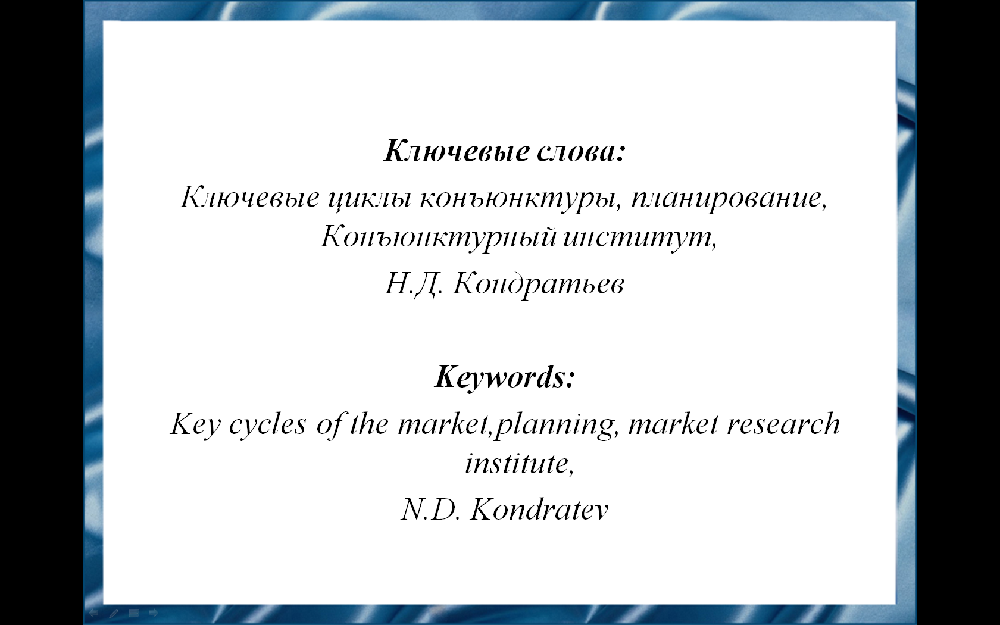 Ключевые слова:
Ключевые циклы конъюнктуры, планирование,
Конъюнктурный институт,
Н.Д. Кондратьев
Keywords:
Key cycles of the market,planning, market research
institute,
N.D. Kondratev